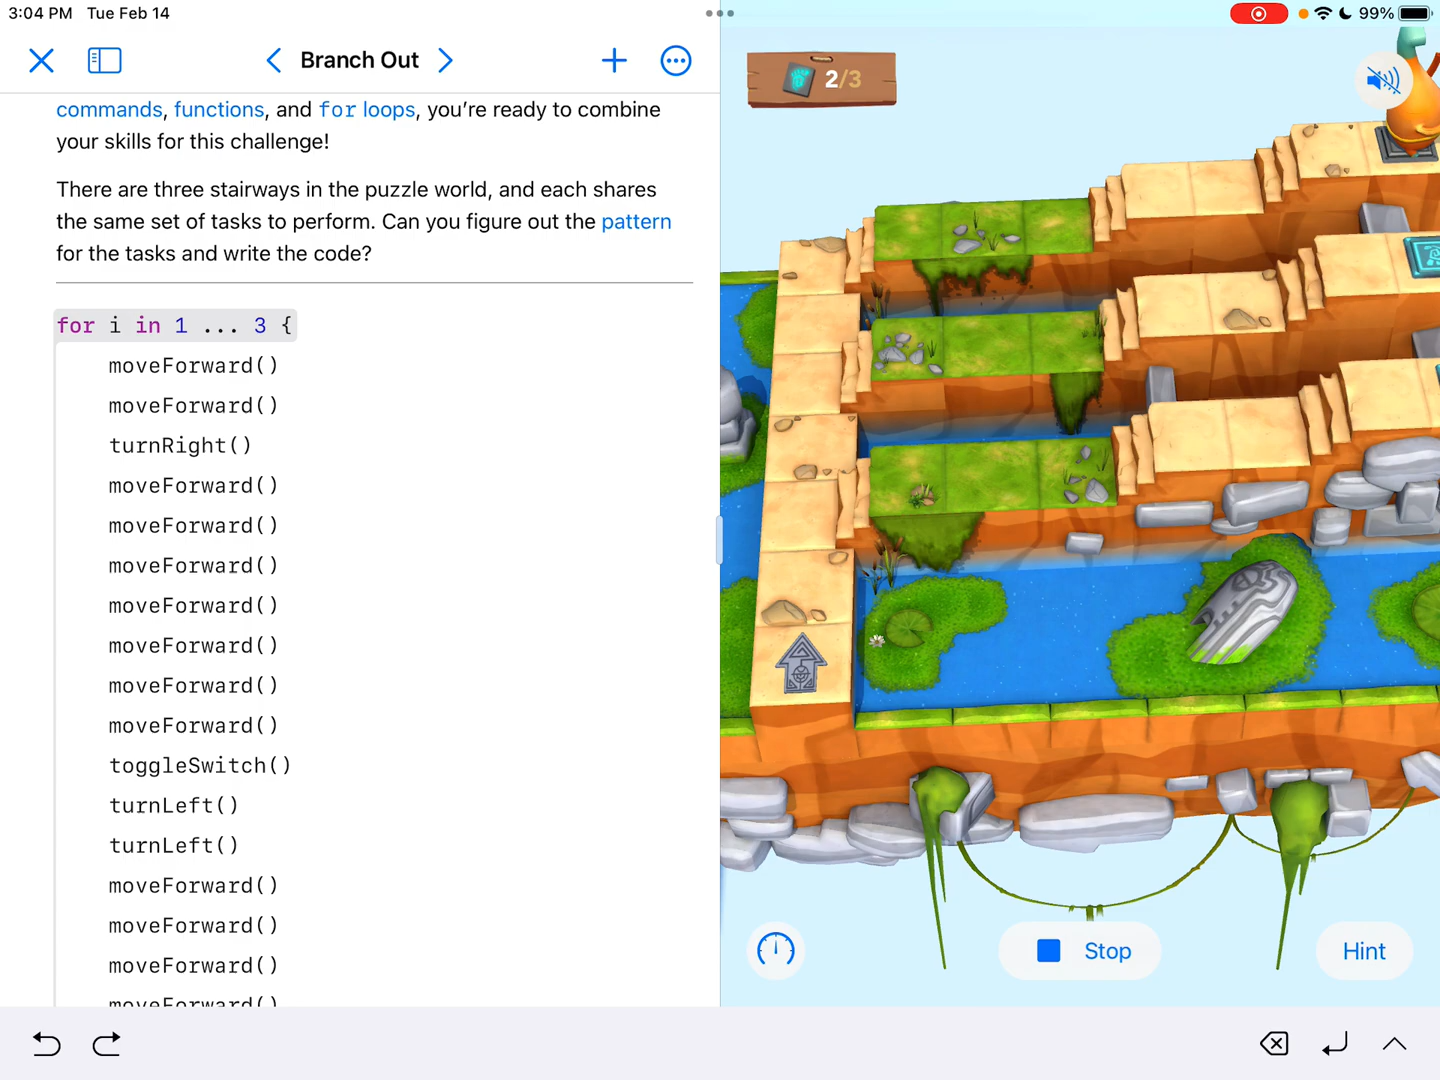 3:04 PM Tue Feb 14
99%
Branch Out
commands, functions, and for loops, you’re ready to combine
your skills for this challenge!
There are three stairways in the puzzle world, and each shares
the same set of tasks to perform. Can you figure out the pattern
for the tasks and write the code?
for i in 1 ... 3 {
moveForward()
moveForward()
turnRight()
moveForward()
moveForward()
moveForward()
moveForward()
moveForward()
moveForward()
moveForward()
toggleSwitch()
turnLeft()
turnLeft()
moveForward()
moveForward()
moveForward()
moveForward()
2/3
Stop
Hint